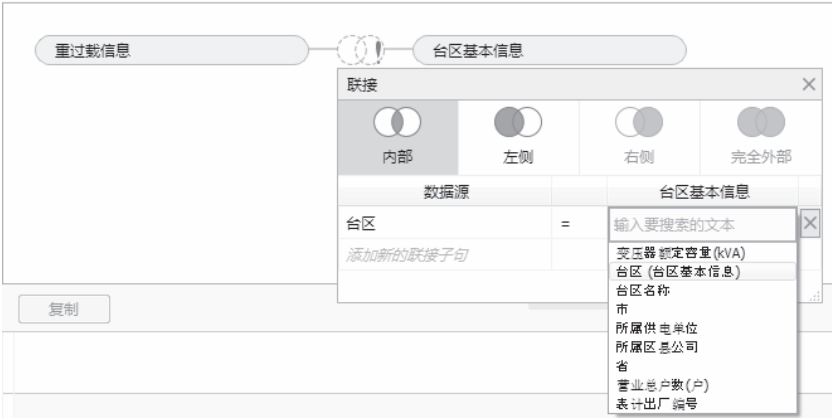 重过载信息
台区基本信息
联接
内部
左侧
右侧
完全外部
数据源
台区基本信息
台区
=
输入要搜索的文本
添加新的联接子句
变压器额定容量(kVA)
台区 (台区基本信息)
台区名称
市
所属供电单位
所属区县公司
省
营业总户数(户)
表计出厂编号
复制